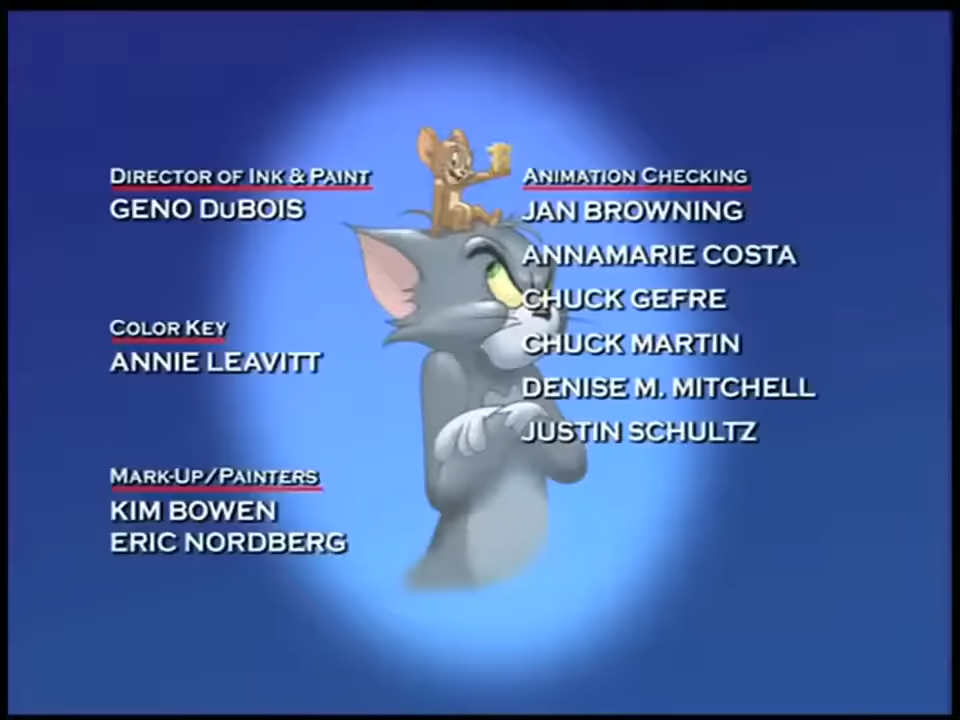 DIRECTOR OF INK & PAINT
GENO DuBOIS
COLOR KEY
ANNIE LEAVITT
MARK-UP/PAINTERS
KIM BOWEN
ERIC NORDBERG
ANIMATION CHECKING
JAN BROWNING
ANNAMARIE COSTA
CHUCK GEFRE
CHUCK MARTIN
DENISE M. MITCHELL
JUSTIN SCHULTZ